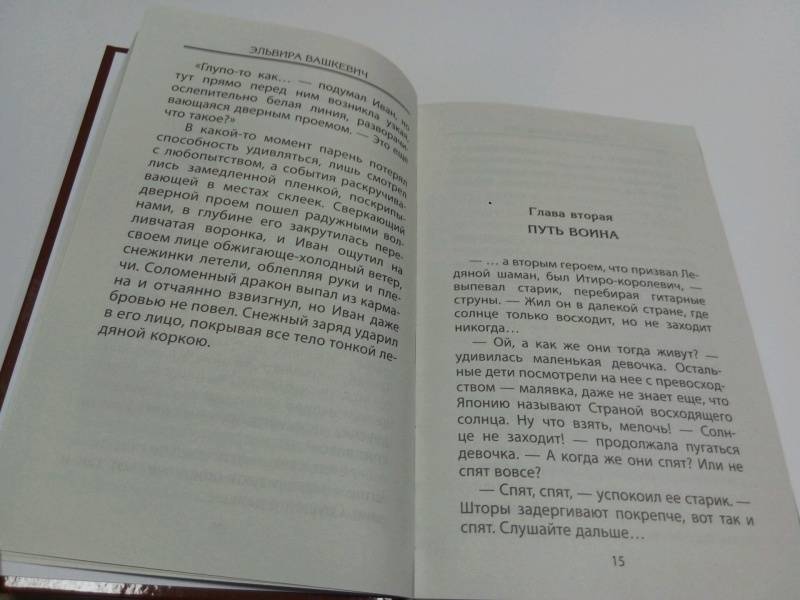 ЭЛЬВИРА ВАШКЕВИЧ
«Глупо-то как… — подумал Иван, но
тут прямо перед ним возникла узкая,
ослепительно белая линия, разворачи-
вающаяся дверным проемом. — Это еще
что такое?»
В какой-то момент парень потерял
способность удивляться, лишь смотрел
с любопытством, а события раскручива-
лись замедленной пленкой, поскрипы-
вающей в местах склеек. Сверкающий
дверной проем пошел радужными вол-
нами, в глубине его закрутилась пере-
ливчатая воронка, и Иван ощутил на
своем лице обжигающе-холодный ветер,
снежинки летели, облепляя руки и пле-
чи. Соломенный дракон выпал из карма-
на и отчаянно взвизгнул, но Иван даже
бровью не повел. Снежный заряд ударил
в его лицо, покрывая все тело тонкой ле-
дяной коркою.
Глава вторая
ПУТЬ ВОИНА
— … а вторым героем, что призвал Ле-
дяной шаман, был Итиро-королевич, —
выпевал старик, перебирая гитарные
струны. — Жил он в далекой стране, где
солнце только восходит, но не заходит
никогда…
— Ой, а как же они тогда живут? —
удивилась маленькая девочка. Осталь-
ные дети посмотрели на нее с превосход-
ством — малявка, даже не знает еще, что
Японию называют Страной восходящего
солнца. Ну что взять, мелочь! — Солн-
це не заходит! — продолжала пугаться
девочка. — А когда же они спят? Или не
спят вовсе?
— Спят, спят, — успокоил ее старик. —
Шторы задергивают покрепче, вот так и
спят. Слушайте дальше…
15